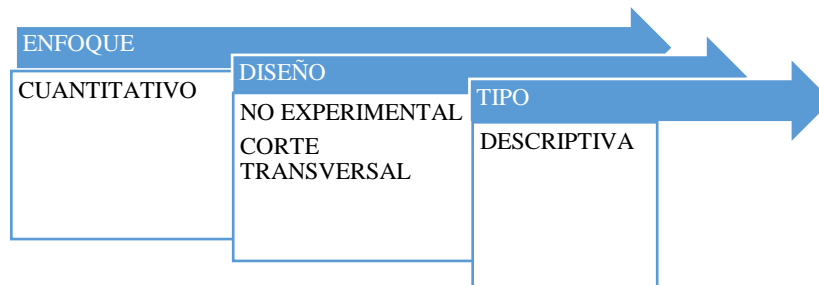 ENFOQUE
CUANTITATIVO
DISEÑO
NO EXPERIMENTAL
CORTE
TRANSVERSAL
TIPO
DESCRIPTIVA